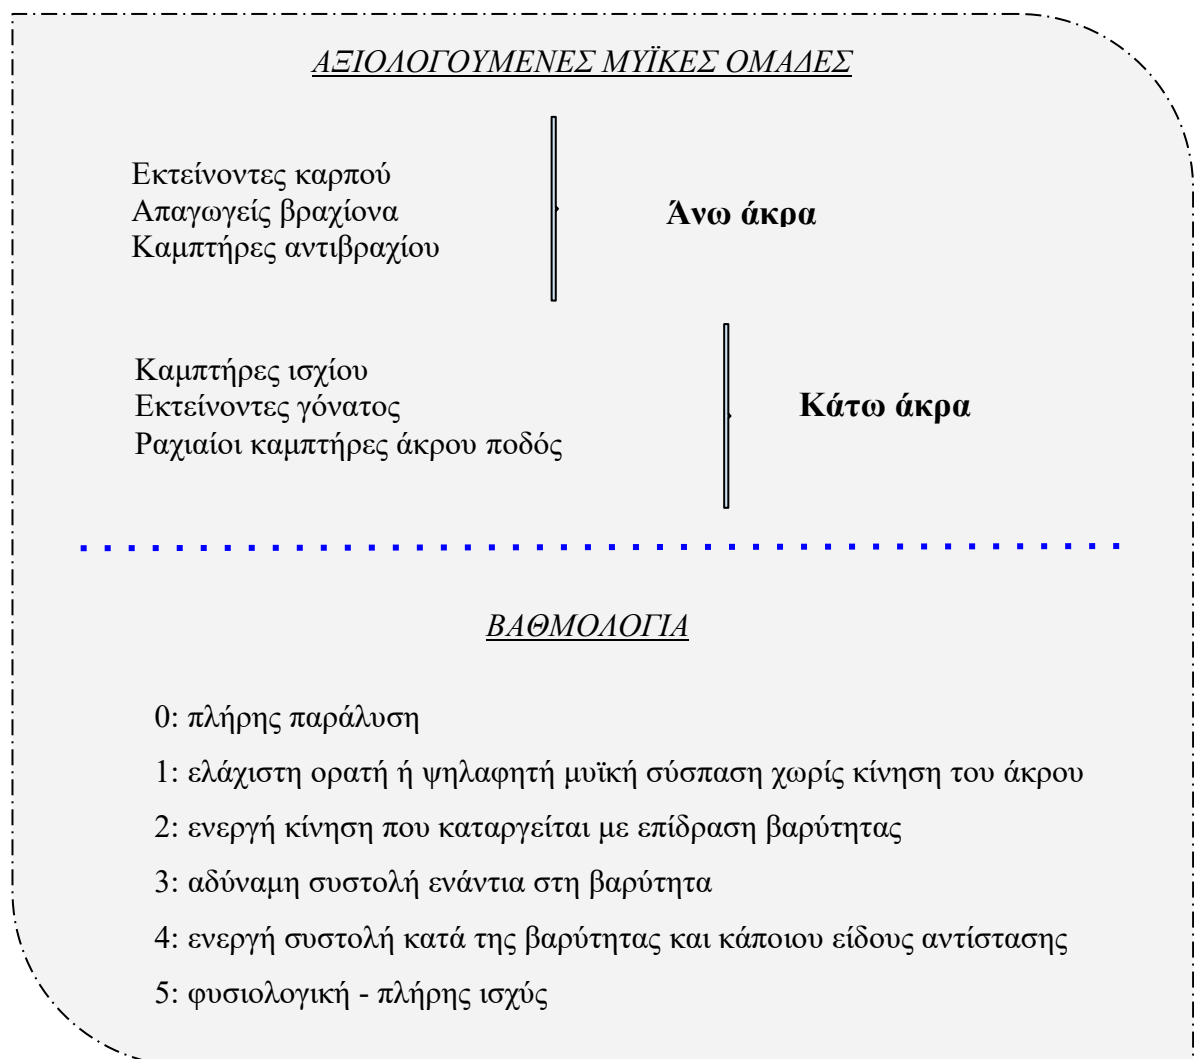 ΑΞΙΟΛΟΓΟΥΜΕΝΕΣ ΜΥΪΚΕΣ ΟΜΑΔΕΣ
Εκτείνοντες καρπού
Απαγωγείς βραχίονα
Καμπτήρες αντιβραχίου
Άνω άκρα
Καμπτήρες ισχίου
Εκτείνοντες γόνατος
Ραχιαίοι καμπτήρες άκρου ποδός
Κάτω άκρα
ΒΑΘΜΟΛΟΓΙΑ
0: πλήρης παράλυση
1: ελάχιστη ορατή ή ψηλαφητή μυϊκή σύσπαση χωρίς κίνηση του άκρου
2: ενεργή κίνηση που καταργείται με επίδραση βαρύτητας
3: αδύναμη συστολή ενάντια στη βαρύτητα
4: ενεργή συστολή κατά της βαρύτητας και κάποιου είδους αντίστασης
5: φυσιολογική - πλήρης ισχύς